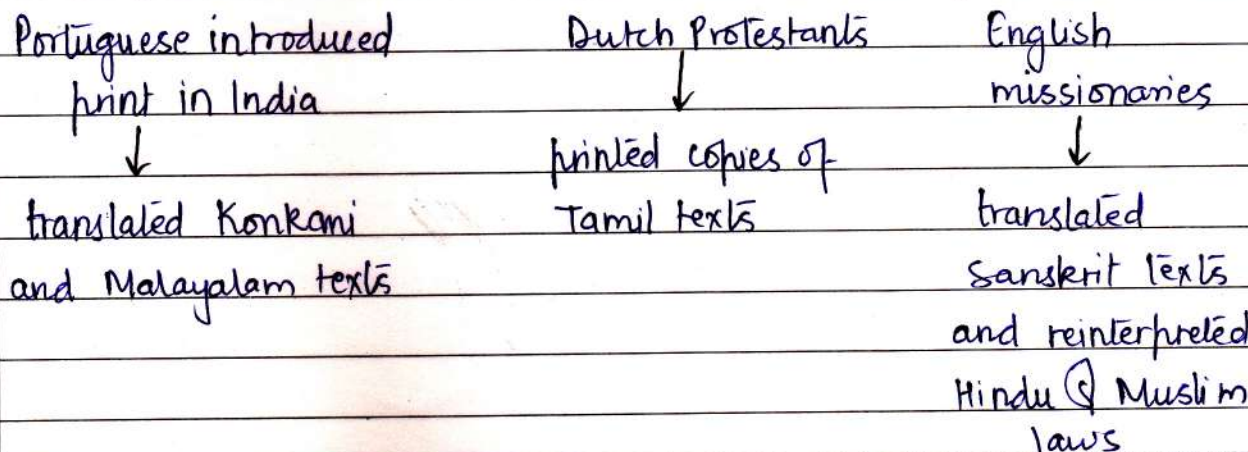 Portuguese introduced
print in India
↓
translated Konkani
and Malayalam texts
Dutch Protestants
↓
printed copies of
Tamil texts
English
missionaries
↓
translated
Sanskrit texts
and reinterpreted
Hindu & Muslim
laws